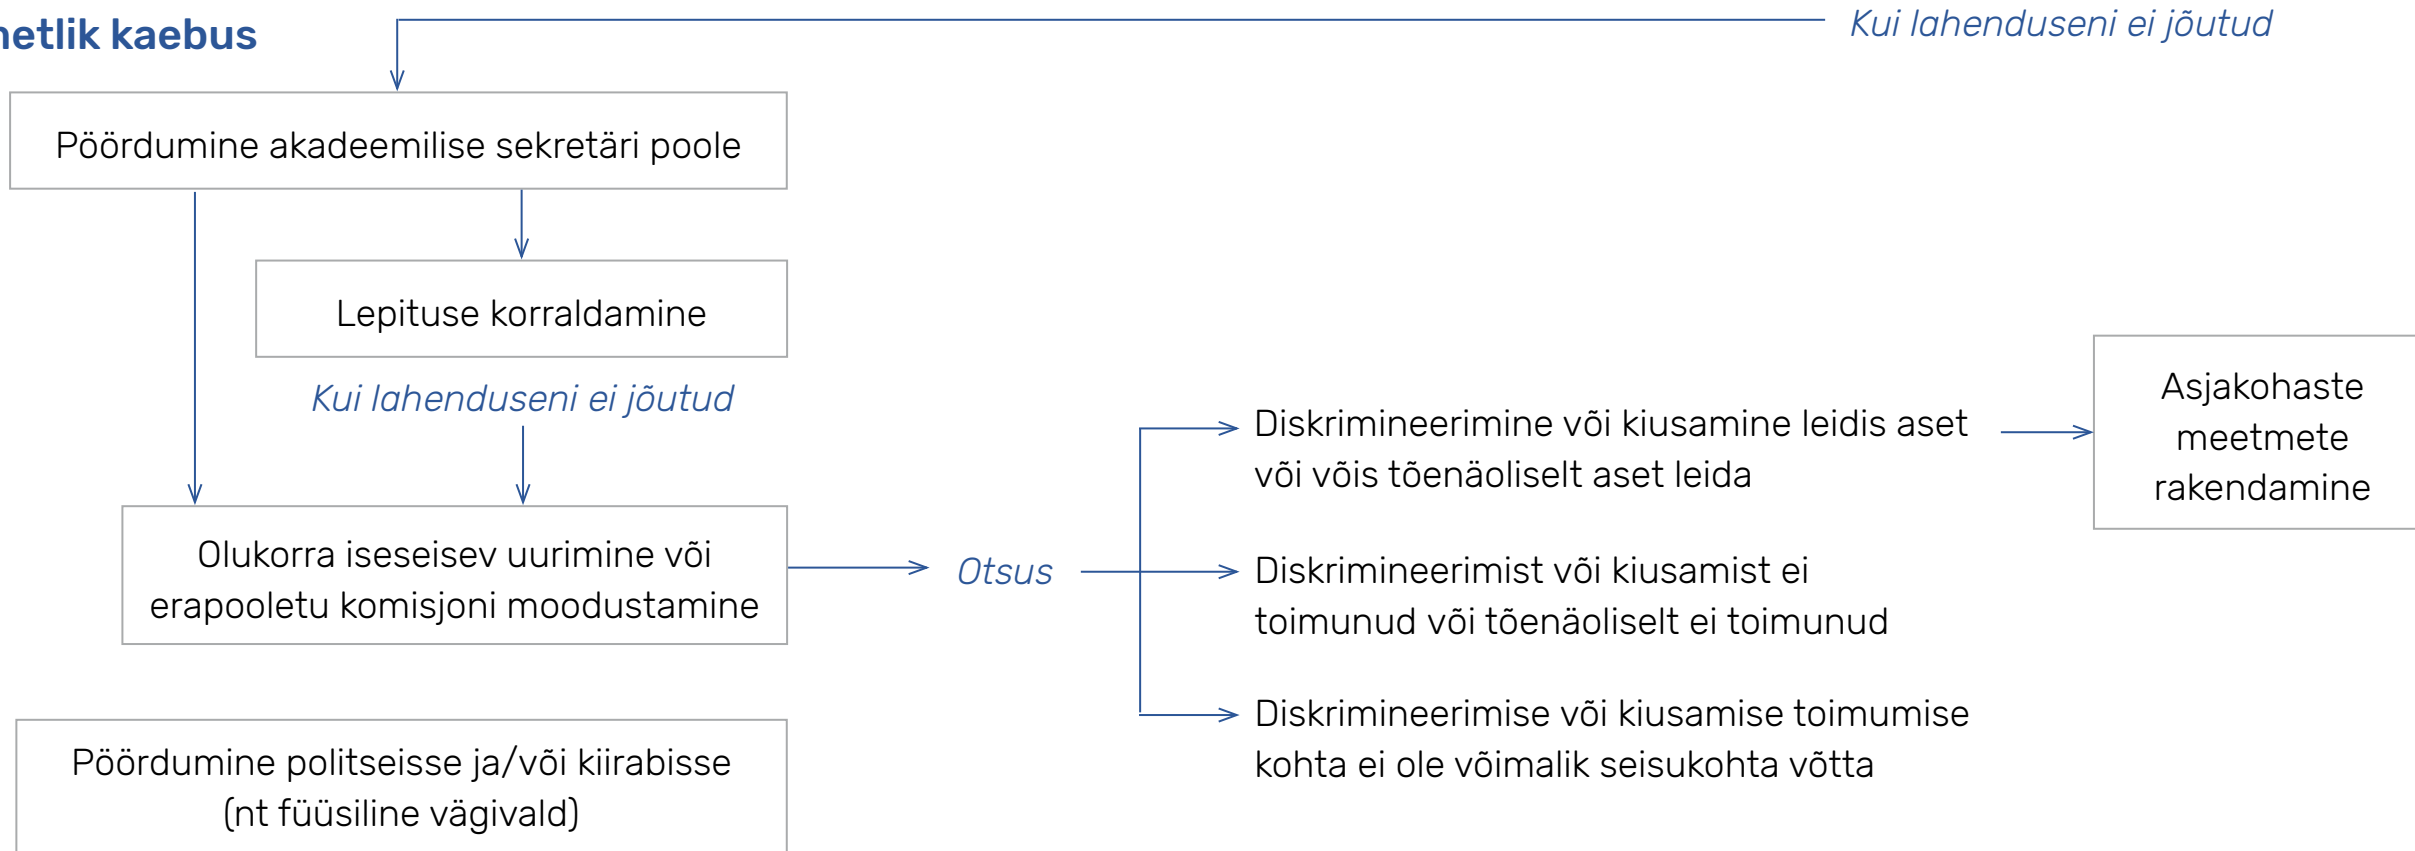 kaebus
Kui lahenduseni ei jõutud
Pöördumine akadeemilise sekretäri poole
Lepituse korraldamine
Kui lahenduseni ei jõutud
Olukorra iseseisev uurimine või
erapooletu komisjoni moodustamine
Otsus
Diskrimineerimine või kiusamine leidis aset
või võis tõenäoliselt aset leida
Diskrimineerimist või kiusamist ei
toimunud või tõenäoliselt ei toimunud
Diskrimineerimise või kiusamise toimumise
kohta ei ole võimalik seisukohta võtta
Asjakohaste
meetmete
rakendamine
Pöördumine politseisse ja/või kiirabisse
(nt füüsiline vägivald)